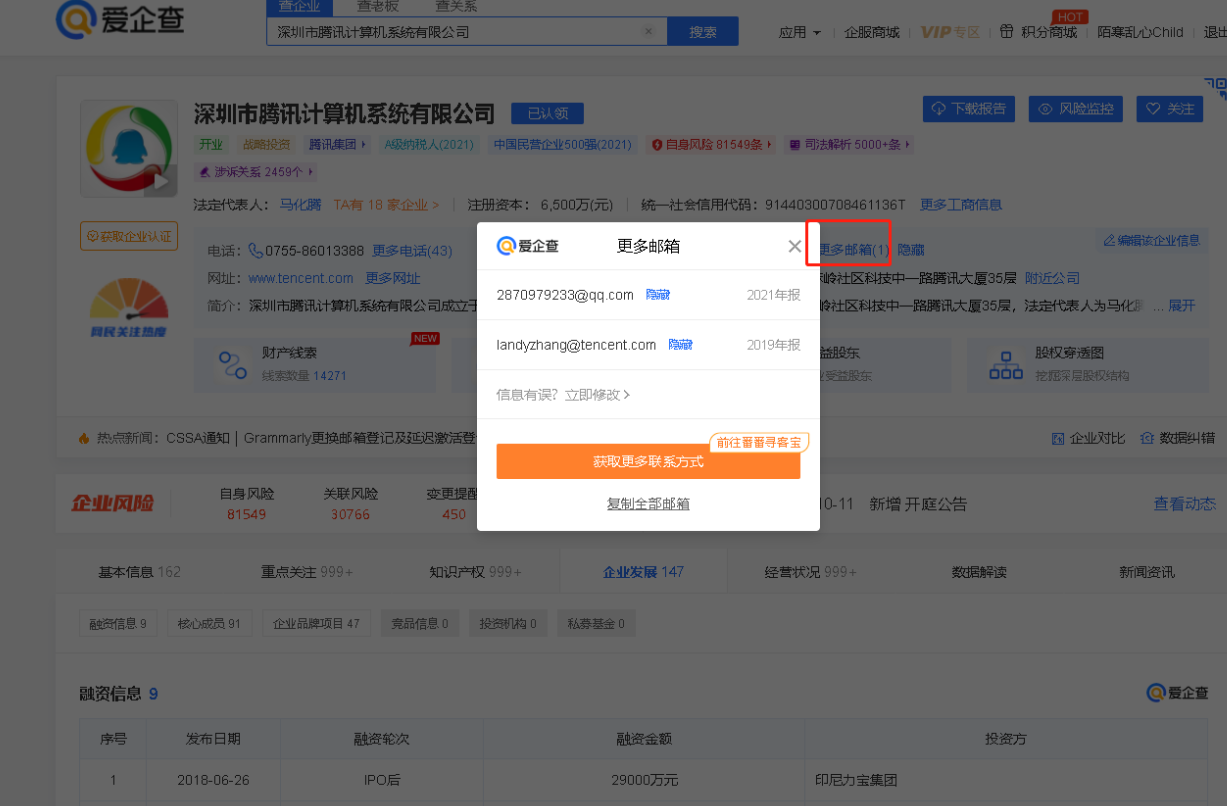 爱企查
查企业 查老板 查关系
深圳市腾讯计算机系统有限公司 × 搜索
应用 企服商城 VIP专区 积分商城 HOT 陌寒乱心Child 退出
深圳市腾讯计算机系统有限公司 已认领
下载报告 风险监控 关注
开业 战略投资 腾讯集团 A级纳税人(2021) 中国民营企业500强(2021) 自身风险 81549条 司法解析 5000+条
涉诉关系 2459个
法定代表人： 马化腾 TA有 18 家企业 > 注册资本： 6,500万(元) 统一社会信用代码： 91440300708461136T 更多工商信息
获取企业认证
电话： 0755-86013388 更多电话(43)
更多邮箱(1) 隐藏
编辑该企业信息
网址： www.tencent.com 更多网址
岭社区科技中一路腾讯大厦35层 附近公司
简介： 深圳市腾讯计算机系统有限公司成立于
岭社区科技中一路腾讯大厦35层，法定代表人为马化 ... 展开
网民关注热度
爱企查 更多邮箱 ×
2870979233@qq.com 隐藏 2021年报
landyzhang@tencent.com 隐藏 2019年报
信息有误？立即修改 >
前往番番寻客宝
获取更多联系方式
复制全部邮箱
财产线索 NEW
线索数量 14271
益股东
受益股东
股权穿透图
挖掘深层股权结构
热点新闻： CSSA通知 | Grammarly更换邮箱登记及延迟激活登
企业对比 数据纠错
企业风险
自身风险 81549
关联风险 30766
变更提醒 450
10-11 新增 开庭公告
查看动态
基本信息 162 重点关注 999+ 知识产权 999+ 企业发展 147 经营状况 999+ 数据解读 新闻资讯
融资信息 9 核心成员 91 企业品牌项目 47 竞品信息 0 投资机构 0 私募基金 0
融资信息 9 爱企查
序号 发布日期 融资轮次 融资金额 投资方
1 2018-06-26 IPO后 29000万元 印尼力宝集团